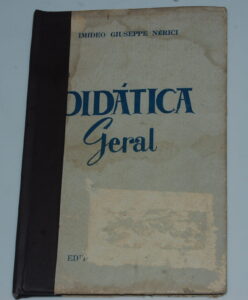 IMIDEO GIUSEPPE NÉRICI
DIDÁTICA
Geral